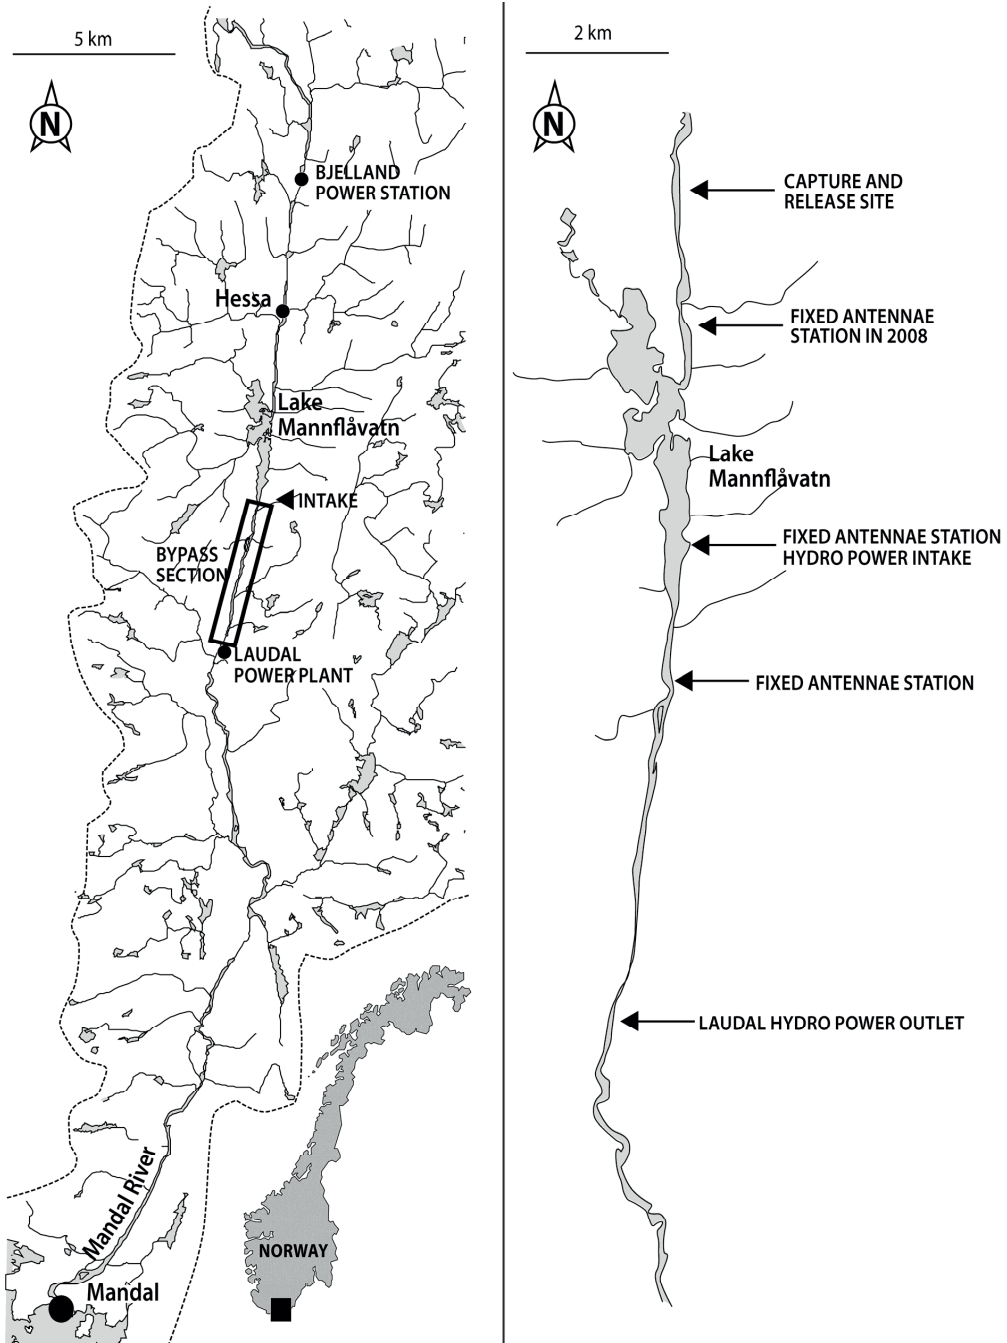 5 km
N
BJELLAND
POWER STATION
Hessa
Lake
Mannflåvatn
INTAKE
BYPASS
SECTION
LAUDAL
POWER PLANT
Mandal River
NORWAY
Mandal
2 km
N
CAPTURE AND
RELEASE SITE
FIXED ANTENNAE
STATION IN 2008
Lake
Mannflåvatn
FIXED ANTENNAE STATION
HYDRO POWER INTAKE
FIXED ANTENNAE STATION
LAUDAL HYDRO POWER OUTLET